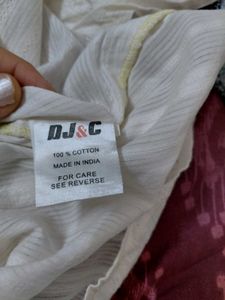 DJ&C
100 % COTTON
MADE IN INDIA
FOR CARE
SEE REVERSE